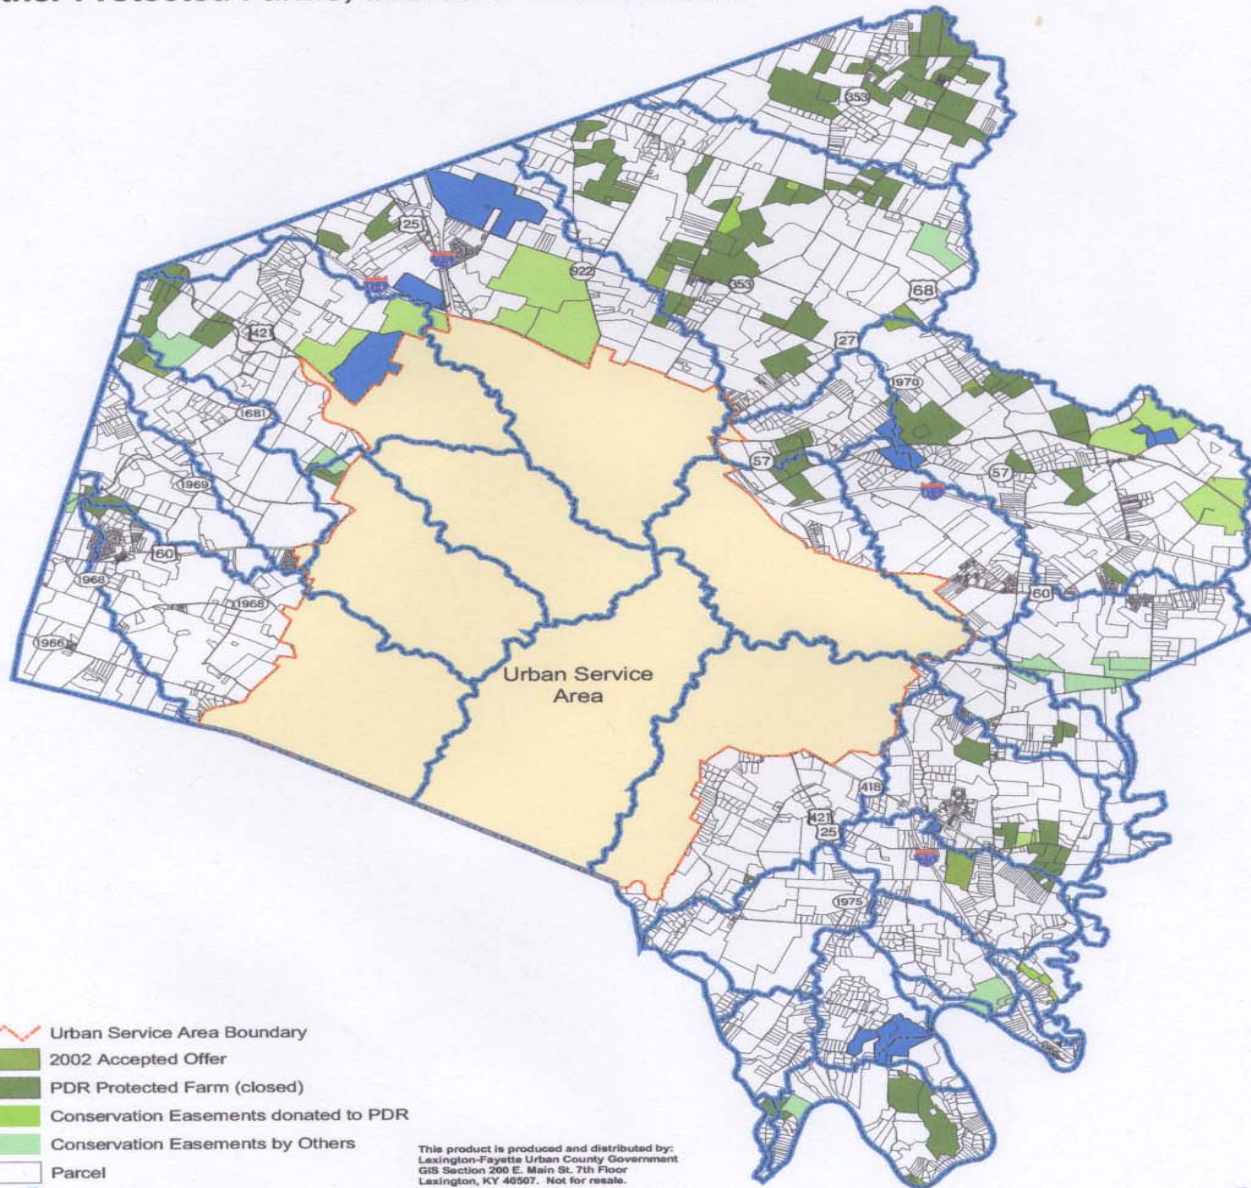 353
25
922
353
68
421
27
1970
1681
57
57
1969
60
60
1968
1968
1966
Urban Service
Area
418
421
25
1975
Urban Service Area Boundary
2002 Accepted Offer
PDR Protected Farm (closed)
Conservation Easements donated to PDR
Conservation Easements by Others
Parcel
This product is produced and distributed by:
Lexington-Fayette Urban County Government
GIS Section 200 E. Main St. 7th Floor
Lexington, KY 40507. Not for resale.